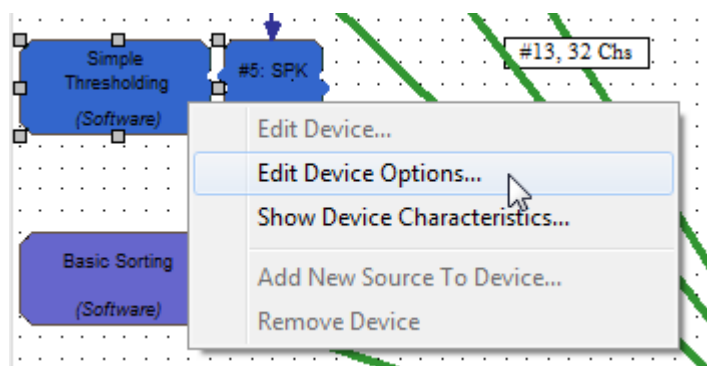 Simple
Thresholding
(Software)
#5: SPK
#13, 32 Chs
Edit Device...
Edit Device Options...
Show Device Characteristics...
Add New Source To Device...
Remove Device
Basic Sorting
(Software)